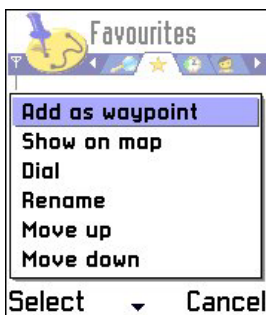 Favourites
Add as waypoint
Show on map
Dial
Rename
Move up
Move down
Select Cancel